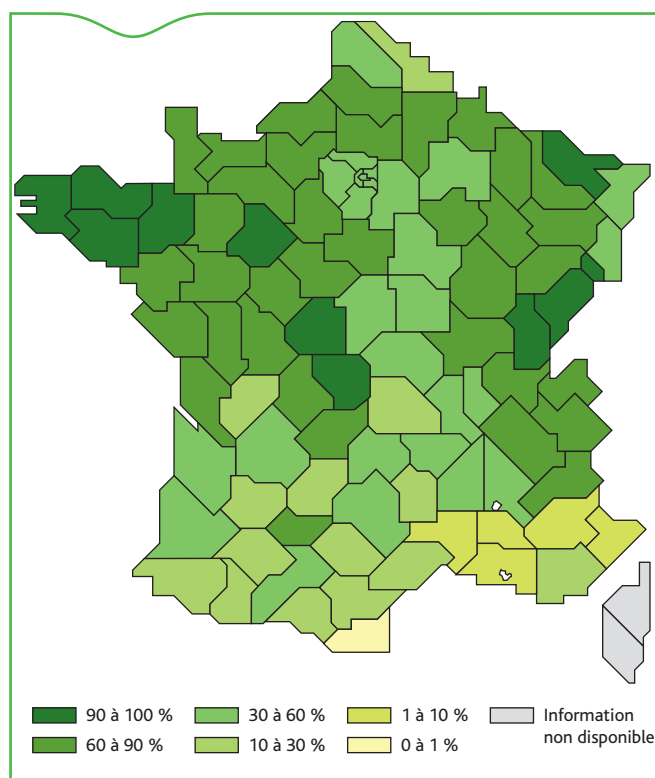 90 à 100 %
60 à 90 %
30 à 60 %
10 à 30 %
1 à 10 %
0 à 1 %
Information
non disponible